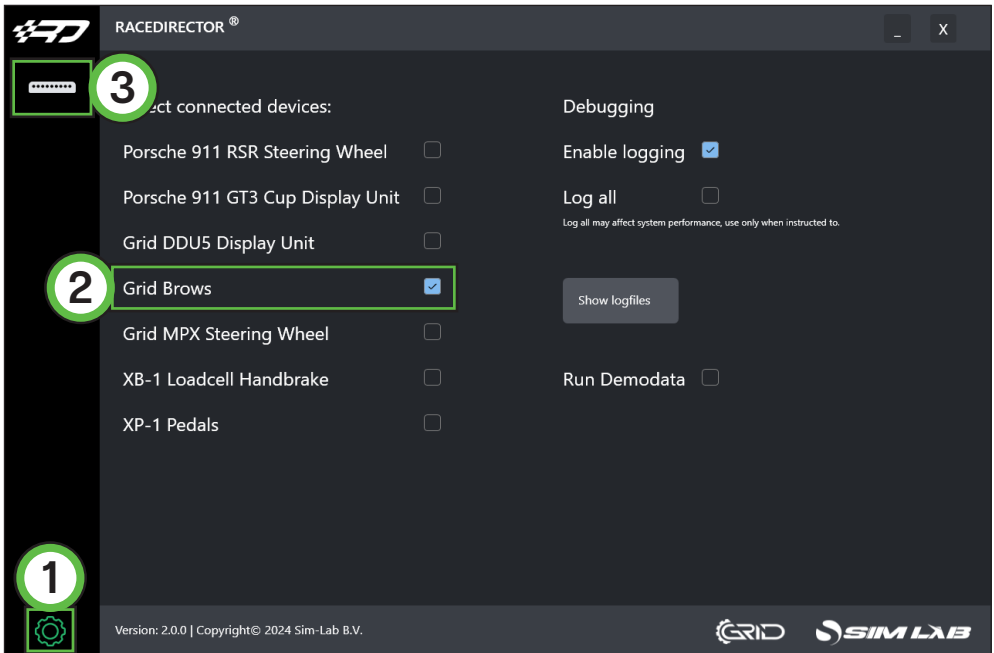 RACEDIRECTOR ®
_
X
3
ect connected devices:
Porsche 911 RSR Steering Wheel
Porsche 911 GT3 Cup Display Unit
Grid DDU5 Display Unit
2
Grid Brows
Grid MPX Steering Wheel
XB-1 Loadcell Handbrake
XP-1 Pedals
Debugging
Enable logging
Log all
Log all may affect system performance, use only when instructed to.
Show logfiles
Run Demodata
1
Version: 2.0.0 | Copyright© 2024 Sim-Lab B.V.
GRID
SIM LAB